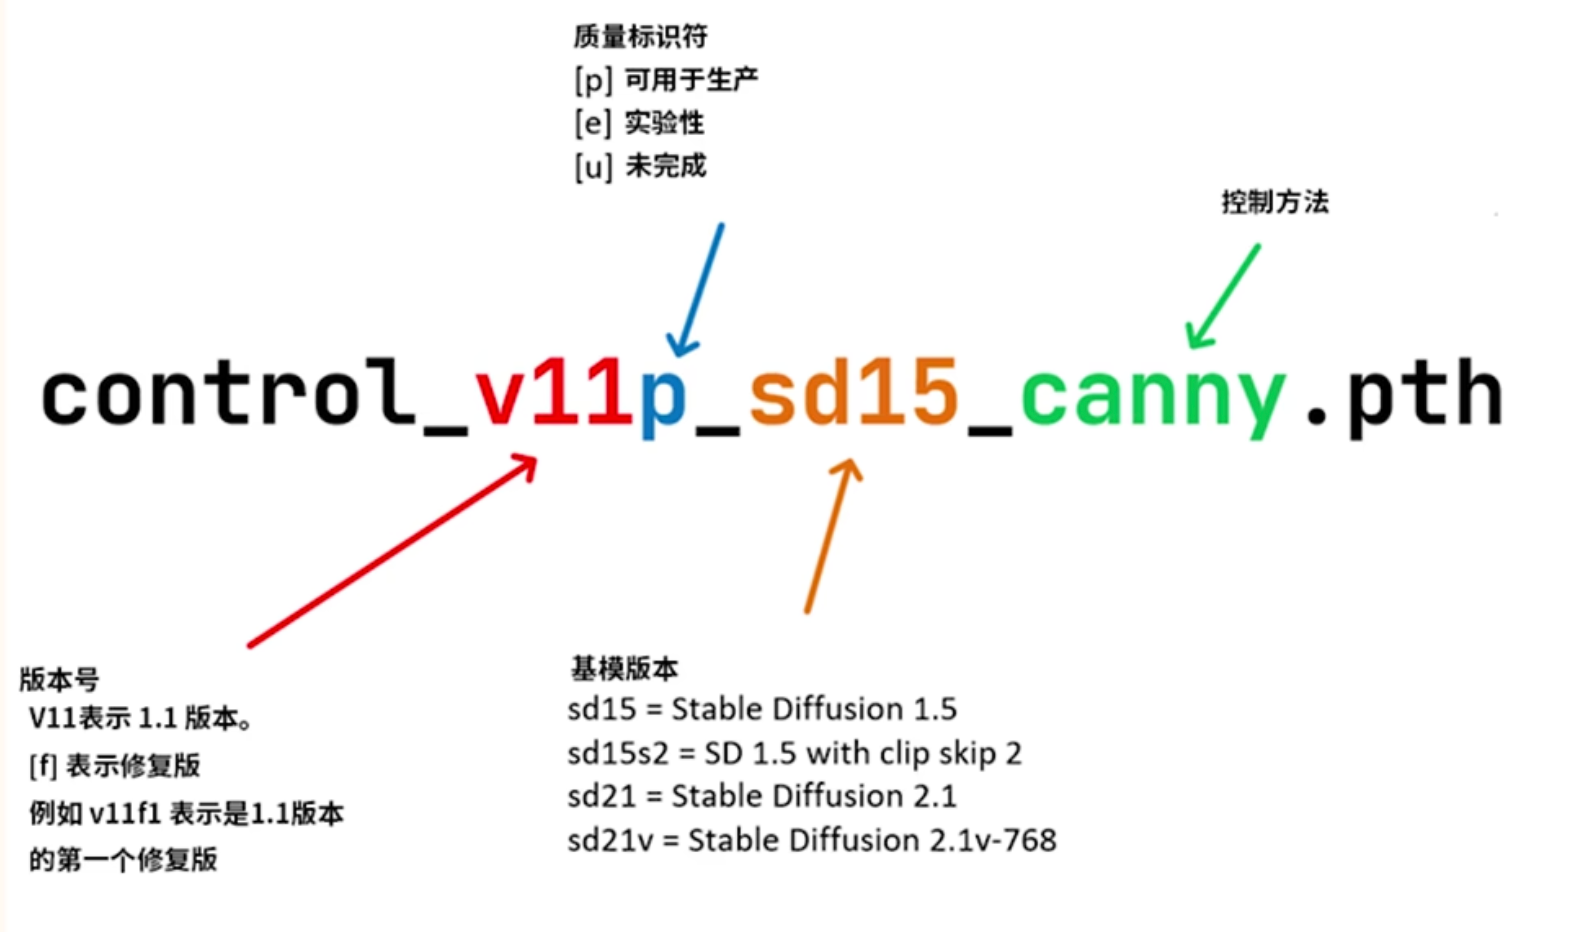 质量标识符
[p] 可用于生产
[e] 实验性
[u] 未完成
控制方法
control_v11p_sd15_canny.pth
版本号
V11表示 1.1 版本。
[f] 表示修复版
例如 v11f1 表示是1.1版本
的第一个修复版
基模版本
sd15 = Stable Diffusion 1.5
sd15s2 = SD 1.5 with clip skip 2
sd21 = Stable Diffusion 2.1
sd21v = Stable Diffusion 2.1v-768